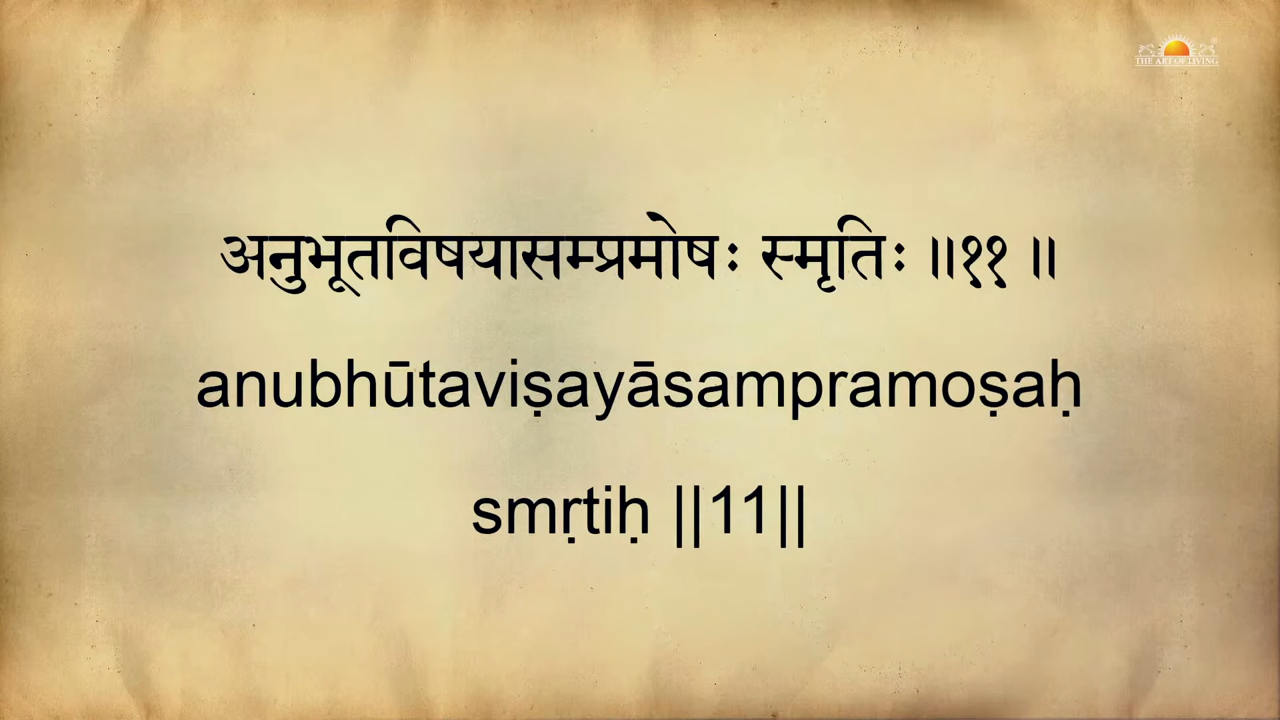 THE ART OF LIVING
अनुभूतविषयासम्प्रमोषः स्मृतिः ॥११ ॥
anubhūtaviṣayāsampramoṣaḥ
smṛtiḥ ||11||